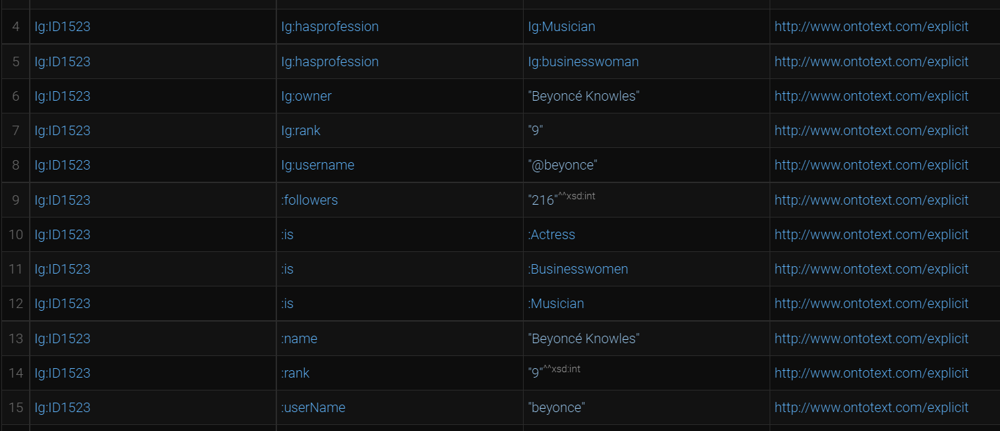 4 Ig:ID1523 Ig:hasprofession Ig:Musician http://www.ontotext.com/explicit
5 Ig:ID1523 Ig:hasprofession Ig:businesswoman http://www.ontotext.com/explicit
6 Ig:ID1523 Ig:owner "Beyoncé Knowles" http://www.ontotext.com/explicit
7 Ig:ID1523 Ig:rank "9" http://www.ontotext.com/explicit
8 Ig:ID1523 Ig:username "@beyonce" http://www.ontotext.com/explicit
9 Ig:ID1523 :followers "216"^^xsd:int http://www.ontotext.com/explicit
10 Ig:ID1523 :is :Actress http://www.ontotext.com/explicit
11 Ig:ID1523 :is :Businesswomen http://www.ontotext.com/explicit
12 Ig:ID1523 :is :Musician http://www.ontotext.com/explicit
13 Ig:ID1523 :name "Beyoncé Knowles" http://www.ontotext.com/explicit
14 Ig:ID1523 :rank "9"^^xsd:int http://www.ontotext.com/explicit
15 Ig:ID1523 :userName "beyonce" http://www.ontotext.com/explicit